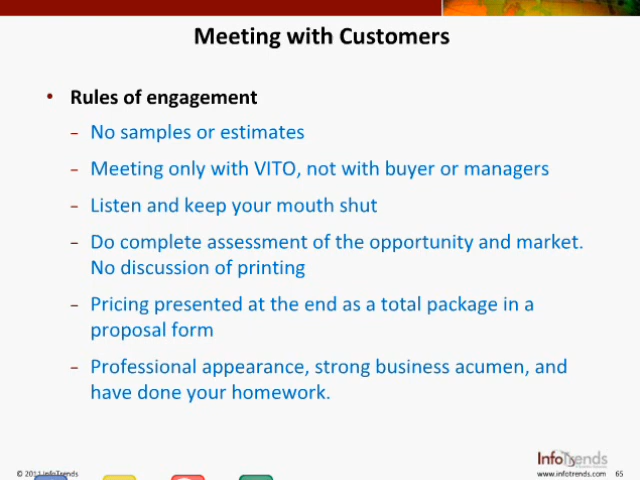 Meeting with Customers
• Rules of engagement
– No samples or estimates
– Meeting only with VITO, not with buyer or managers
– Listen and keep your mouth shut
– Do complete assessment of the opportunity and market.
No discussion of printing
– Pricing presented at the end as a total package in a
proposal form
– Professional appearance, strong business acumen, and
have done your homework.
InfoTrends
© 2011 InfoTrends
www.infotrends.com 65